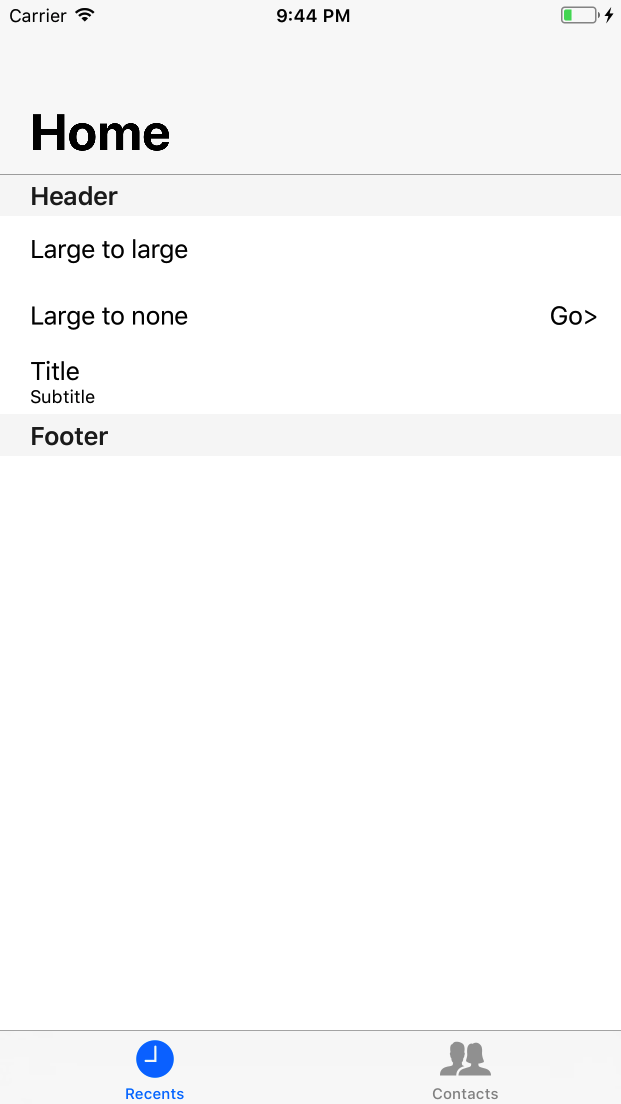 Carrier 9:44 PM
Home
Header
Large to large
Large to none Go>
Title
Subtitle
Footer
Recents Contacts